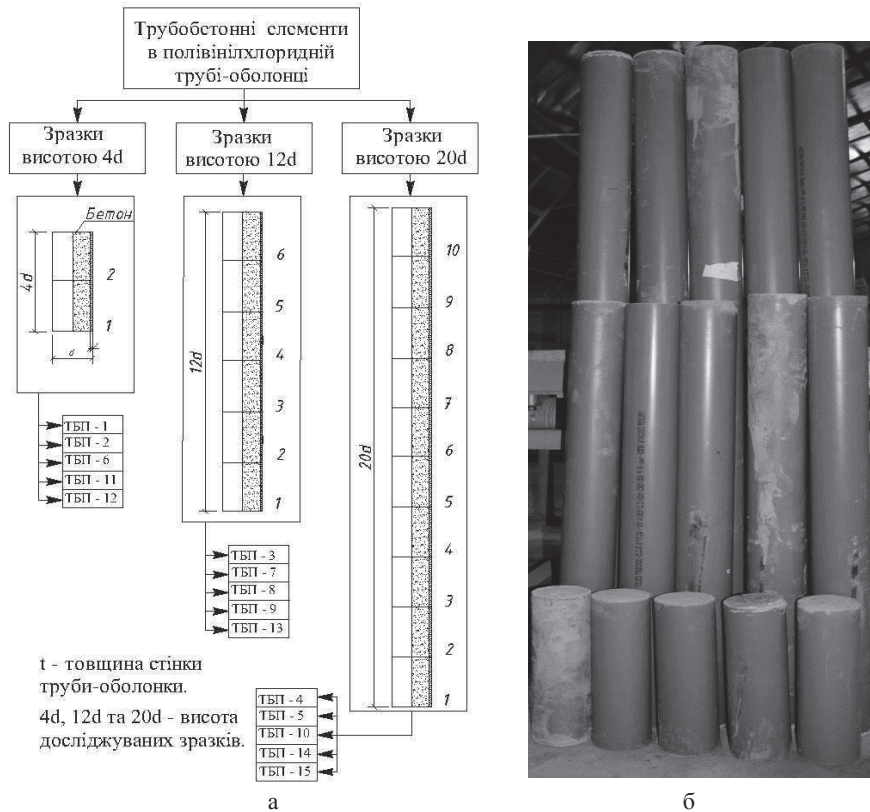 Трубобетонні елементи
в полівінілхлоридній
трубі-оболонці
Зразки
висотою 4d
Зразки
висотою 12d
Зразки
висотою 20d
Бетон
4d
2
1
d
ТБП - 1
ТБП - 2
ТБП - 6
ТБП - 11
ТБП - 12
12d
6
5
4
3
2
1
ТБП - 3
ТБП - 7
ТБП - 8
ТБП - 9
ТБП - 13
20d
10
9
8
7
6
5
4
3
2
1
ТБП - 4
ТБП - 5
ТБП - 10
ТБП - 14
ТБП - 15
t - товщина стінки
труби-оболонки.
4d, 12d та 20d - висота
досліджуваних зразків.
а
б